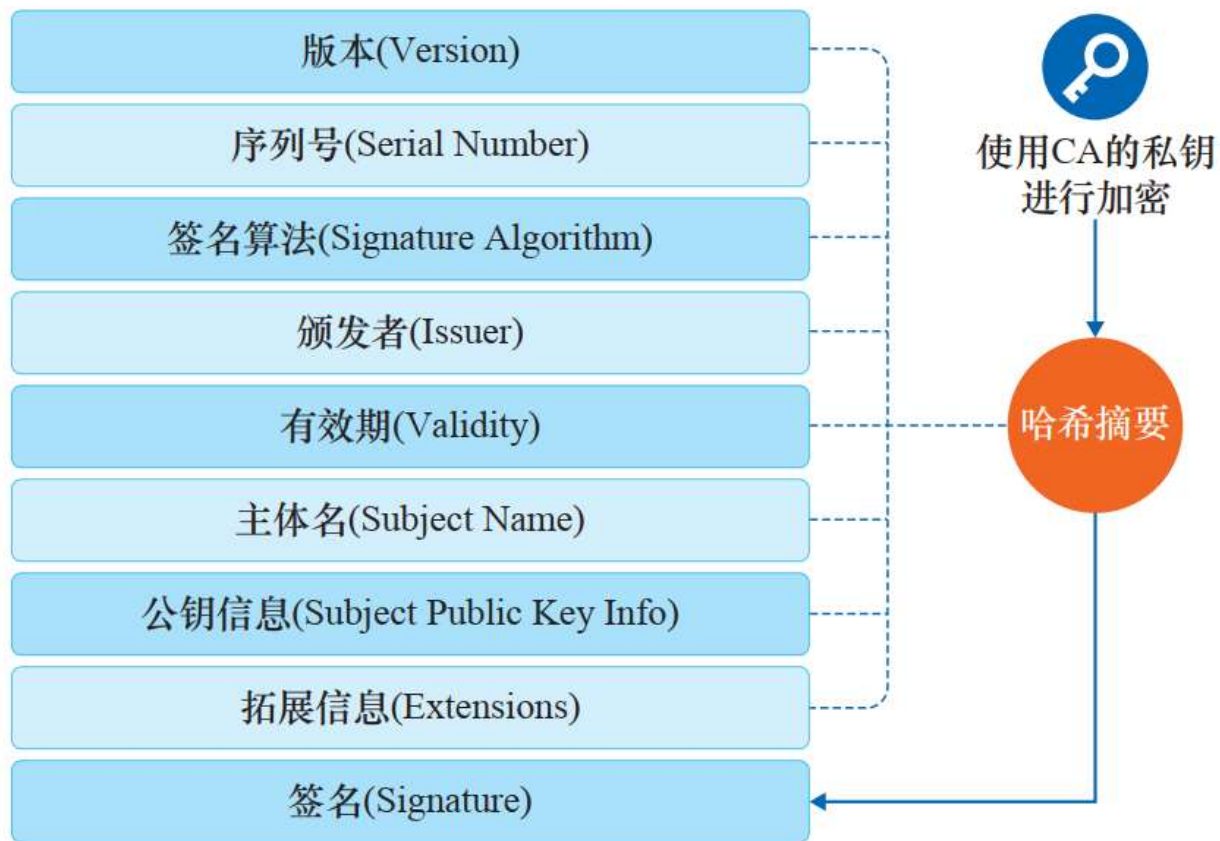 版本(Version)
序列号(Serial Number)
签名算法(Signature Algorithm)
颁发者(Issuer)
有效期(Validity)
主体名(Subject Name)
公钥信息(Subject Public Key Info)
拓展信息(Extensions)
签名(Signature)
使用CA的私钥
进行加密
哈希摘要